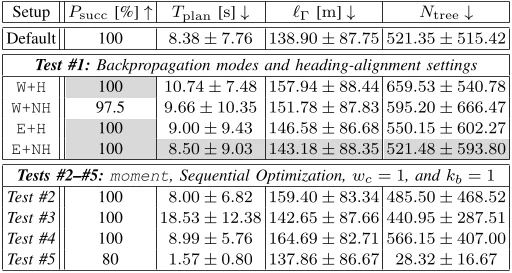 Setup P_succ [%] ↑ T_plan [s] ↓ ℓ_Γ [m] ↓ N_tree ↓
Default 100 8.38 ± 7.76 138.90 ± 87.75 521.35 ± 515.42
Test #1: Backpropagation modes and heading-alignment settings
W+H 100 10.74 ± 7.48 157.94 ± 88.44 659.53 ± 540.78
W+NH 97.5 9.66 ± 10.35 151.78 ± 87.83 595.20 ± 666.47
E+H 100 9.00 ± 9.43 146.58 ± 86.68 550.15 ± 602.27
E+NH 100 8.50 ± 9.03 143.18 ± 88.35 521.48 ± 593.80
Tests #2–#5: moment, Sequential Optimization, w_c = 1, and k_b = 1
Test #2 100 8.00 ± 6.82 159.40 ± 83.34 485.50 ± 468.52
Test #3 100 18.53 ± 12.38 142.65 ± 87.66 440.95 ± 287.51
Test #4 100 8.99 ± 5.76 164.69 ± 82.71 566.15 ± 407.00
Test #5 80 1.57 ± 0.80 137.86 ± 86.67 28.32 ± 16.67